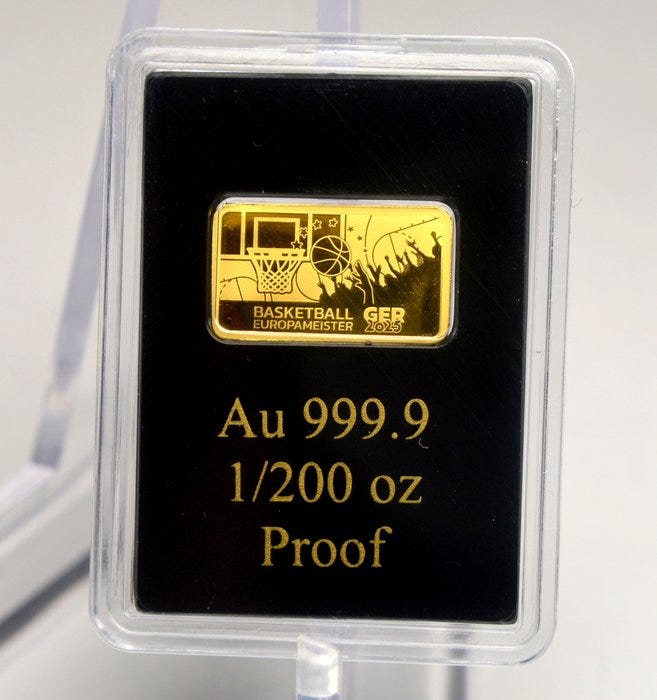 BASKETBALL GER
EUROPAMEISTER 2025
Au 999.9
1/200 oz
Proof